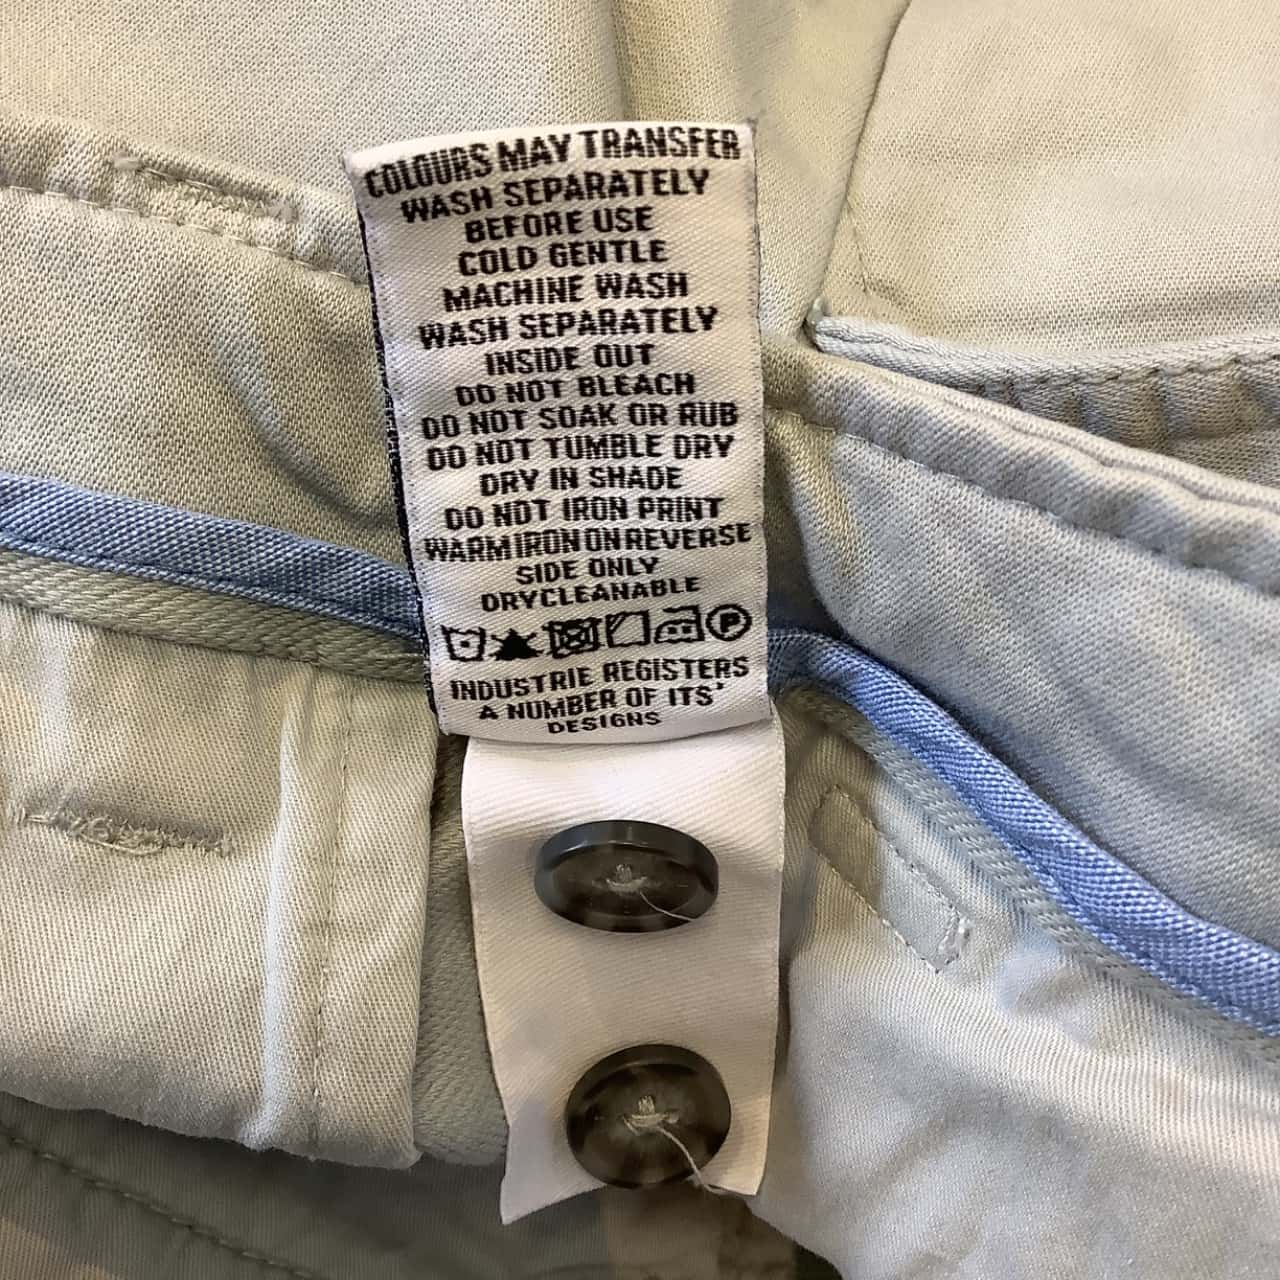 COLOURS MAY TRANSFER
WASH SEPARATELY
BEFORE USE
COLD GENTLE
MACHINE WASH
WASH SEPARATELY
INSIDE OUT
DO NOT BLEACH
DO NOT SOAK OR RUB
DO NOT TUMBLE DRY
DRY IN SHADE
DO NOT IRON PRINT
WARM IRON ON REVERSE
SIDE ONLY
DRYCLEANABLE
P
INDUSTRIE REGISTERS
A NUMBER OF ITS'
DESIGNS